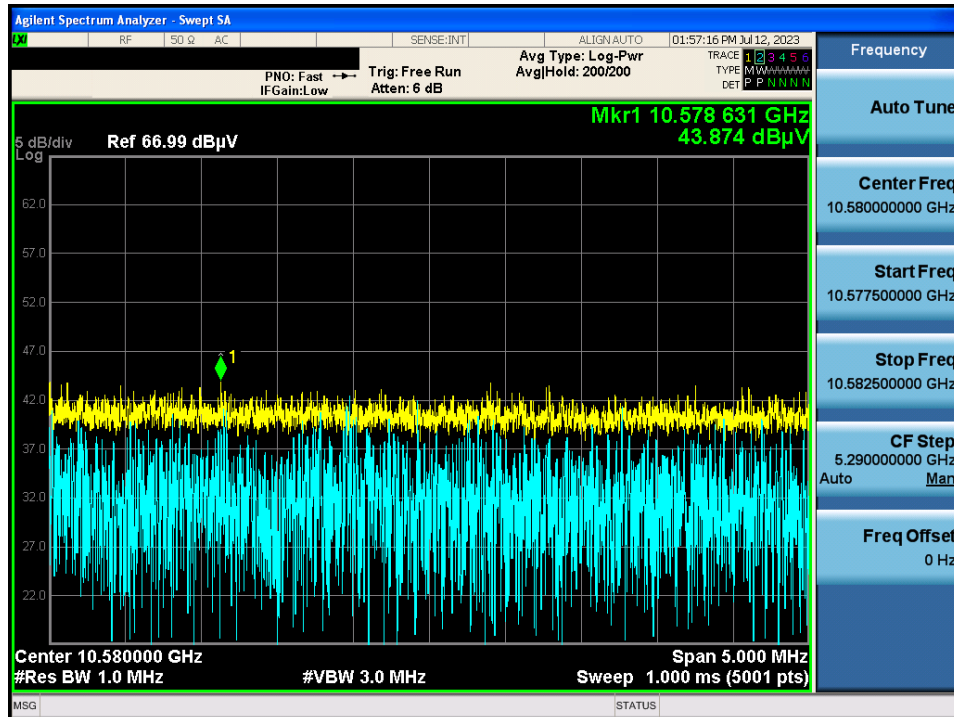 Agilent Spectrum Analyzer - Swept SA
LXI RF 50 Ω AC SENSE:INT ALIGN AUTO 01:57:16 PM Jul 12, 2023
Frequency
PNO: Fast
IFGain:Low
Trig: Free Run
Atten: 6 dB
Avg Type: Log-Pwr
Avg|Hold: 200/200
TRACE 1 2 3 4 5 6
TYPE M
DET P P N N N N
Auto Tune
Mkr1 10.578 631 GHz
43.874 dBµV
5 dB/div Ref 66.99 dBµV
Log
62.0
57.0
52.0
47.0
42.0
37.0
32.0
27.0
22.0
1
Center Freq
10.580000000 GHz
Start Freq
10.577500000 GHz
Stop Freq
10.582500000 GHz
CF Step
5.290000000 GHz
Auto Man
Freq Offset
0 Hz
Center 10.580000 GHz Span 5.000 MHz
#Res BW 1.0 MHz #VBW 3.0 MHz Sweep 1.000 ms (5001 pts)
MSG STATUS